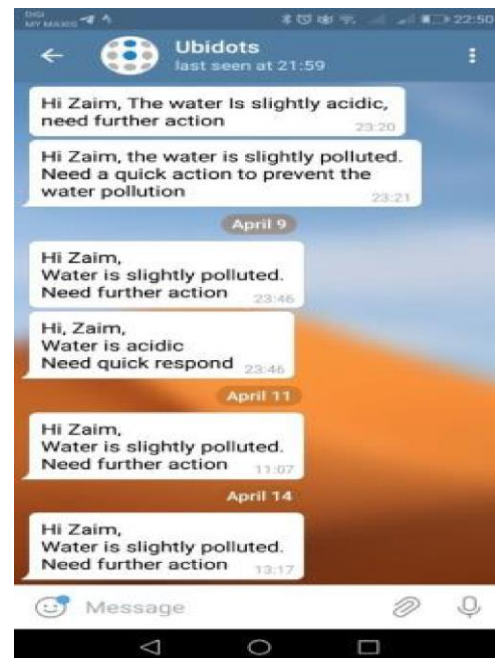 DIGI
MY MAXIS
22:50
Ubidots
last seen at 21:59
Hi Zaim, The water Is slightly acidic,
need further action
23:20
Hi Zaim, the water is slightly polluted.
Need a quick action to prevent the
water pollution
23:21
April 9
Hi Zaim,
Water is slightly polluted.
Need further action
23:46
Hi, Zaim,
Water is acidic
Need quick respond
23:46
April 11
Hi Zaim,
Water is slightly polluted.
Need further action
11:07
April 14
Hi Zaim,
Water is slightly polluted.
Need further action
13:17
Message